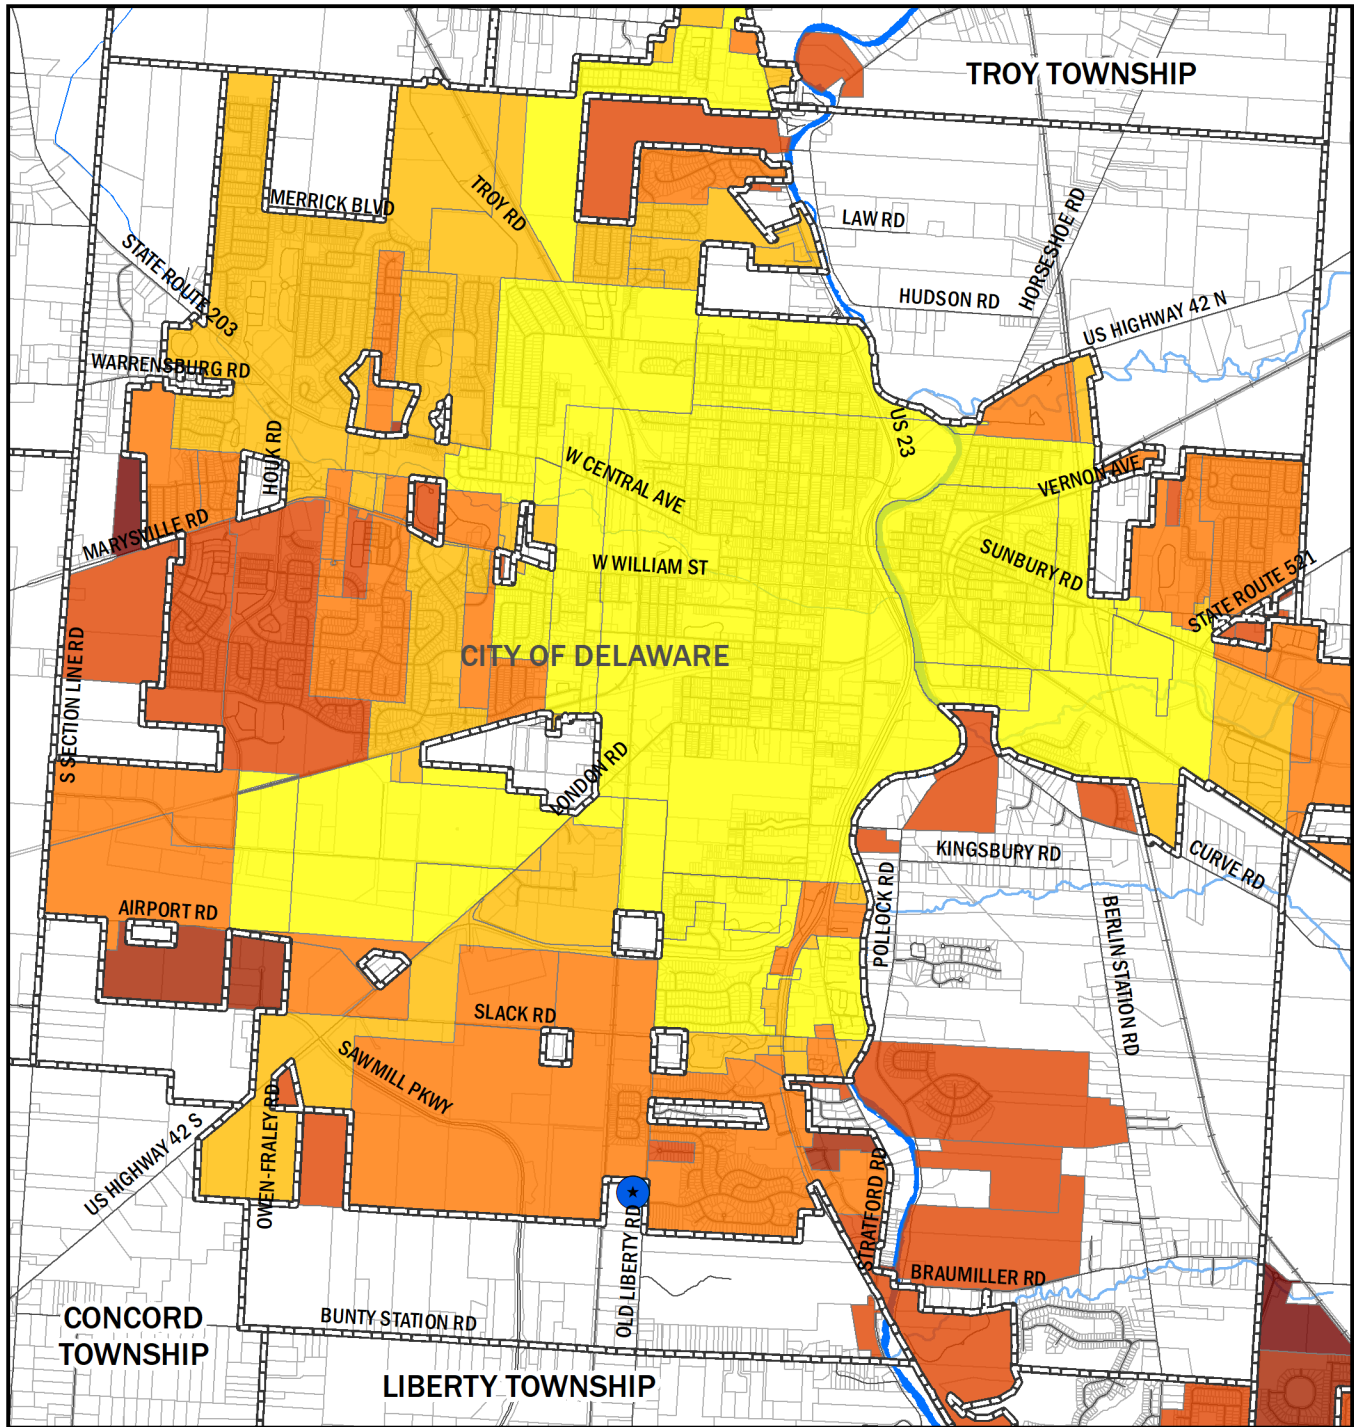 TROY TOWNSHIP
MERRICK BLVD
TROY RD
LAW RD
HORSESHOE RD
STATE ROUTE 203
HUDSON RD
US HIGHWAY 42 N
WARRENSBURG RD
HOUK RD
US 23
W CENTRAL AVE
VERNON AVE
MARYSVILLE RD
W WILLIAM ST
SUNBURY RD
STATE ROUTE 521
S SECTION LINE RD
CITY OF DELAWARE
LONDON RD
KINGSBURY RD
CURVE RD
POLLOCK RD
AIRPORT RD
BERLIN STATION RD
SLACK RD
SAWMILL PKWY
OWEN-FRALEY RD
US HIGHWAY 42 S
STRATFORD RD
OLD LIBERTY RD
BRAUMILLER RD
BUNTY STATION RD
CONCORD
TOWNSHIP
LIBERTY TOWNSHIP